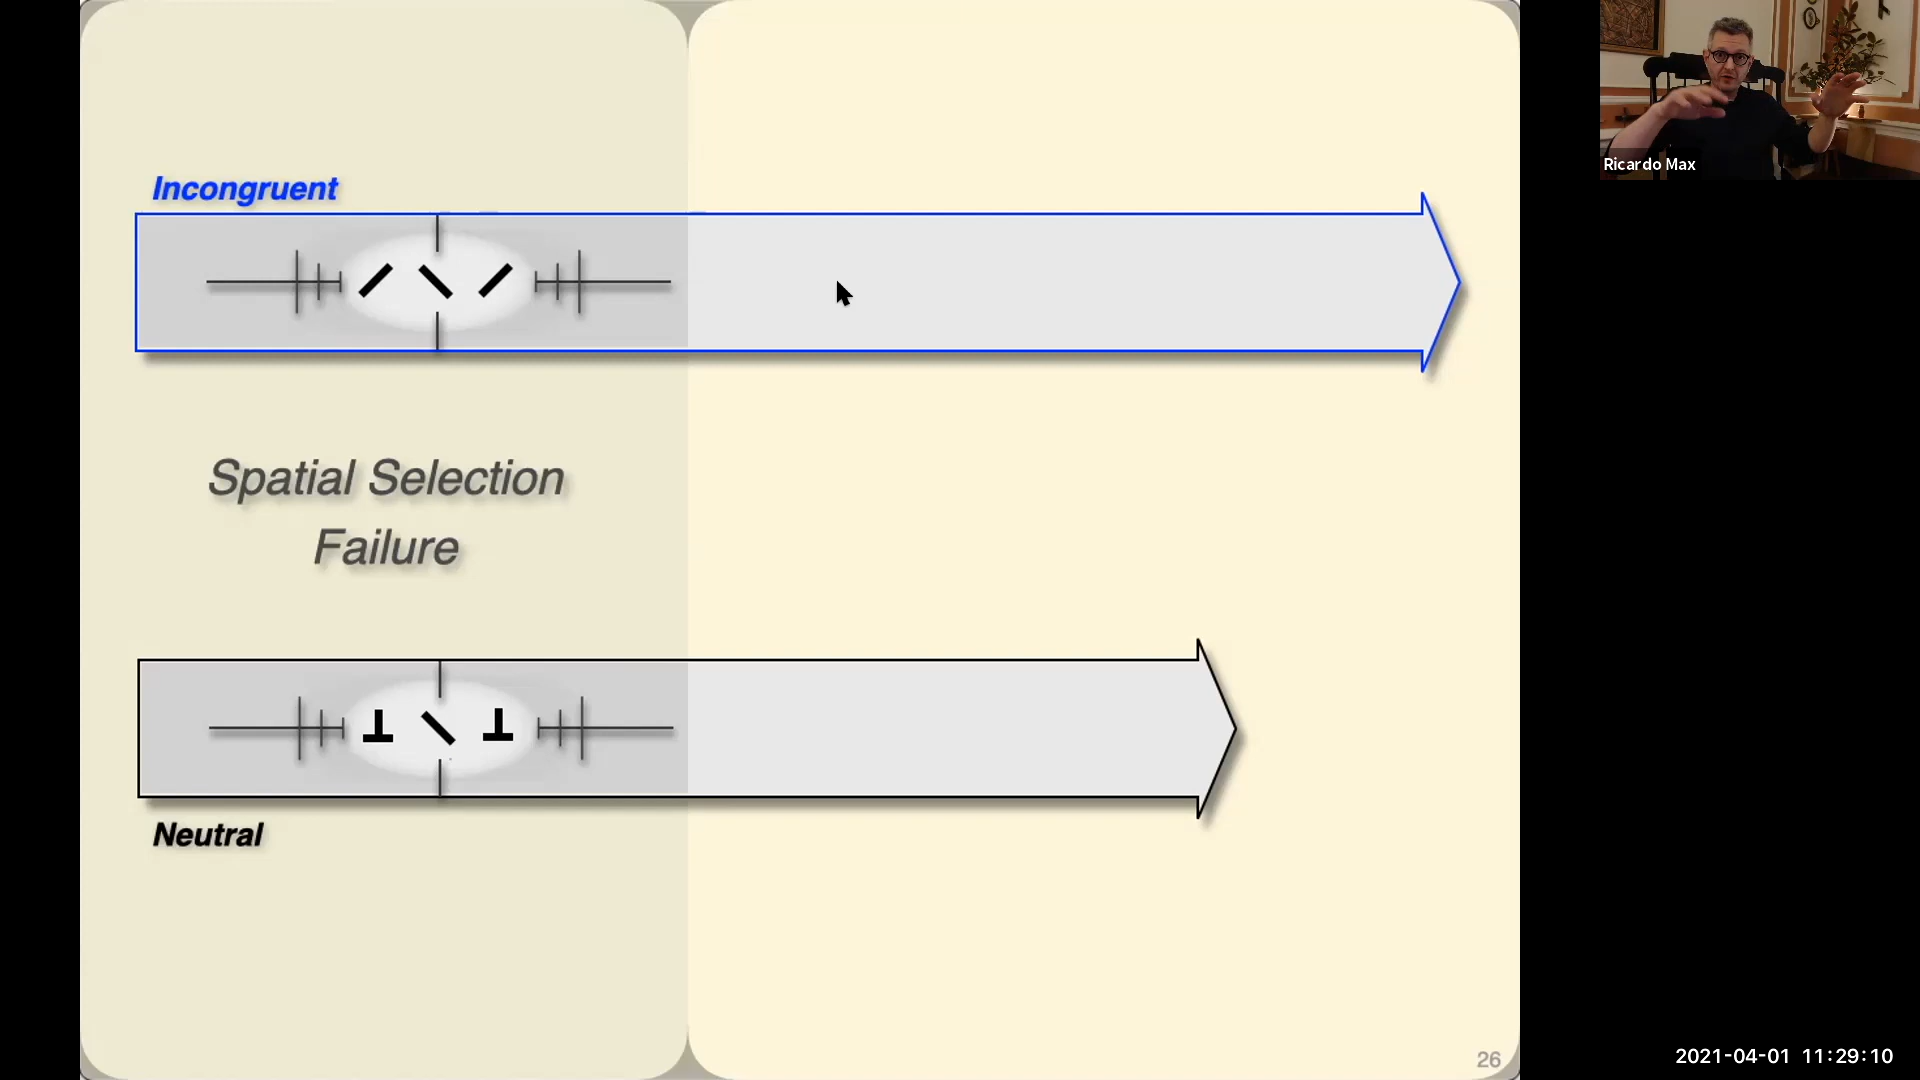 Incongruent
Spatial Selection
Failure
Neutral
26
Ricardo Max
2021-04-01 11:29:10